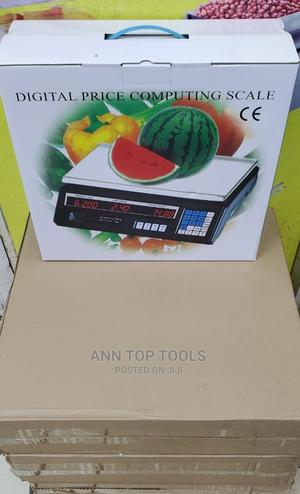 DIGITAL PRICE COMPUTING SCALE
CE
6.200 2.40 14.88
ANN TOP TOOLS
POSTED ON JIJI